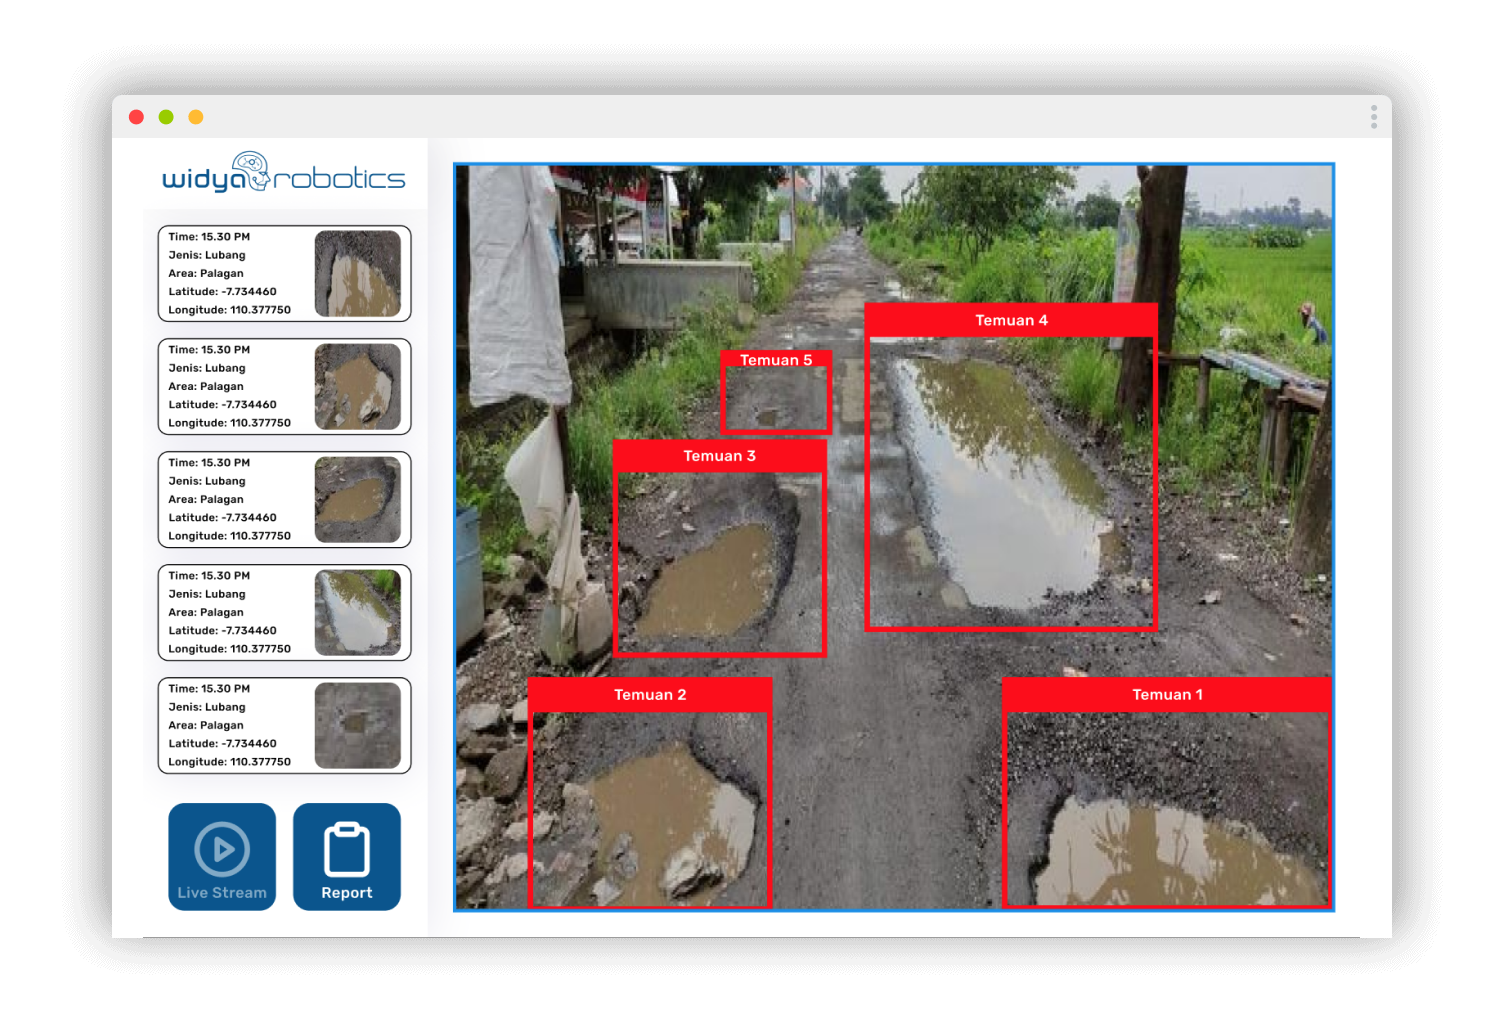 widya robotics
Time: 15.30 PM
Jenis: Lubang
Area: Palagan
Latitude: -7.734460
Longitude: 110.377750
Time: 15.30 PM
Jenis: Lubang
Area: Palagan
Latitude: -7.734460
Longitude: 110.377750
Time: 15.30 PM
Jenis: Lubang
Area: Palagan
Latitude: -7.734460
Longitude: 110.377750
Time: 15.30 PM
Jenis: Lubang
Area: Palagan
Latitude: -7.734460
Longitude: 110.377750
Time: 15.30 PM
Jenis: Lubang
Area: Palagan
Latitude: -7.734460
Longitude: 110.377750
Live Stream
Report
Temuan 4
Temuan 5
Temuan 3
Temuan 2
Temuan 1